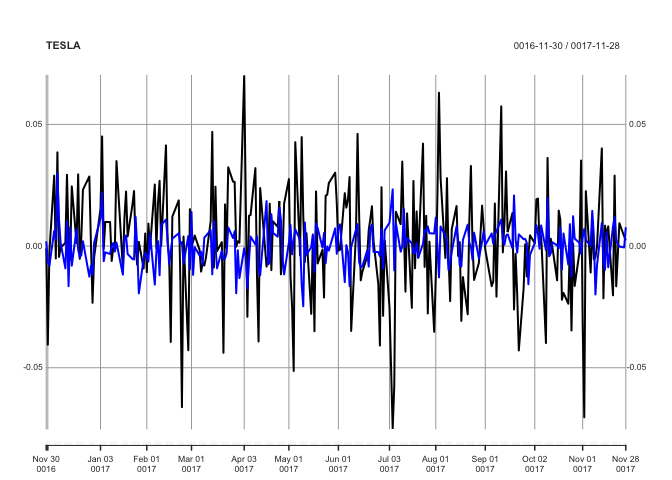 TESLA 0016-11-30 / 0017-11-28
0.05 0.05
0.00 0.00
-0.05 -0.05
Nov 30 Jan 03 Feb 01 Mar 01 Apr 03 May 01 Jun 01 Jul 03 Aug 01 Sep 01 Oct 02 Nov 01 Nov 28
0016 0017 0017 0017 0017 0017 0017 0017 0017 0017 0017 0017 0017